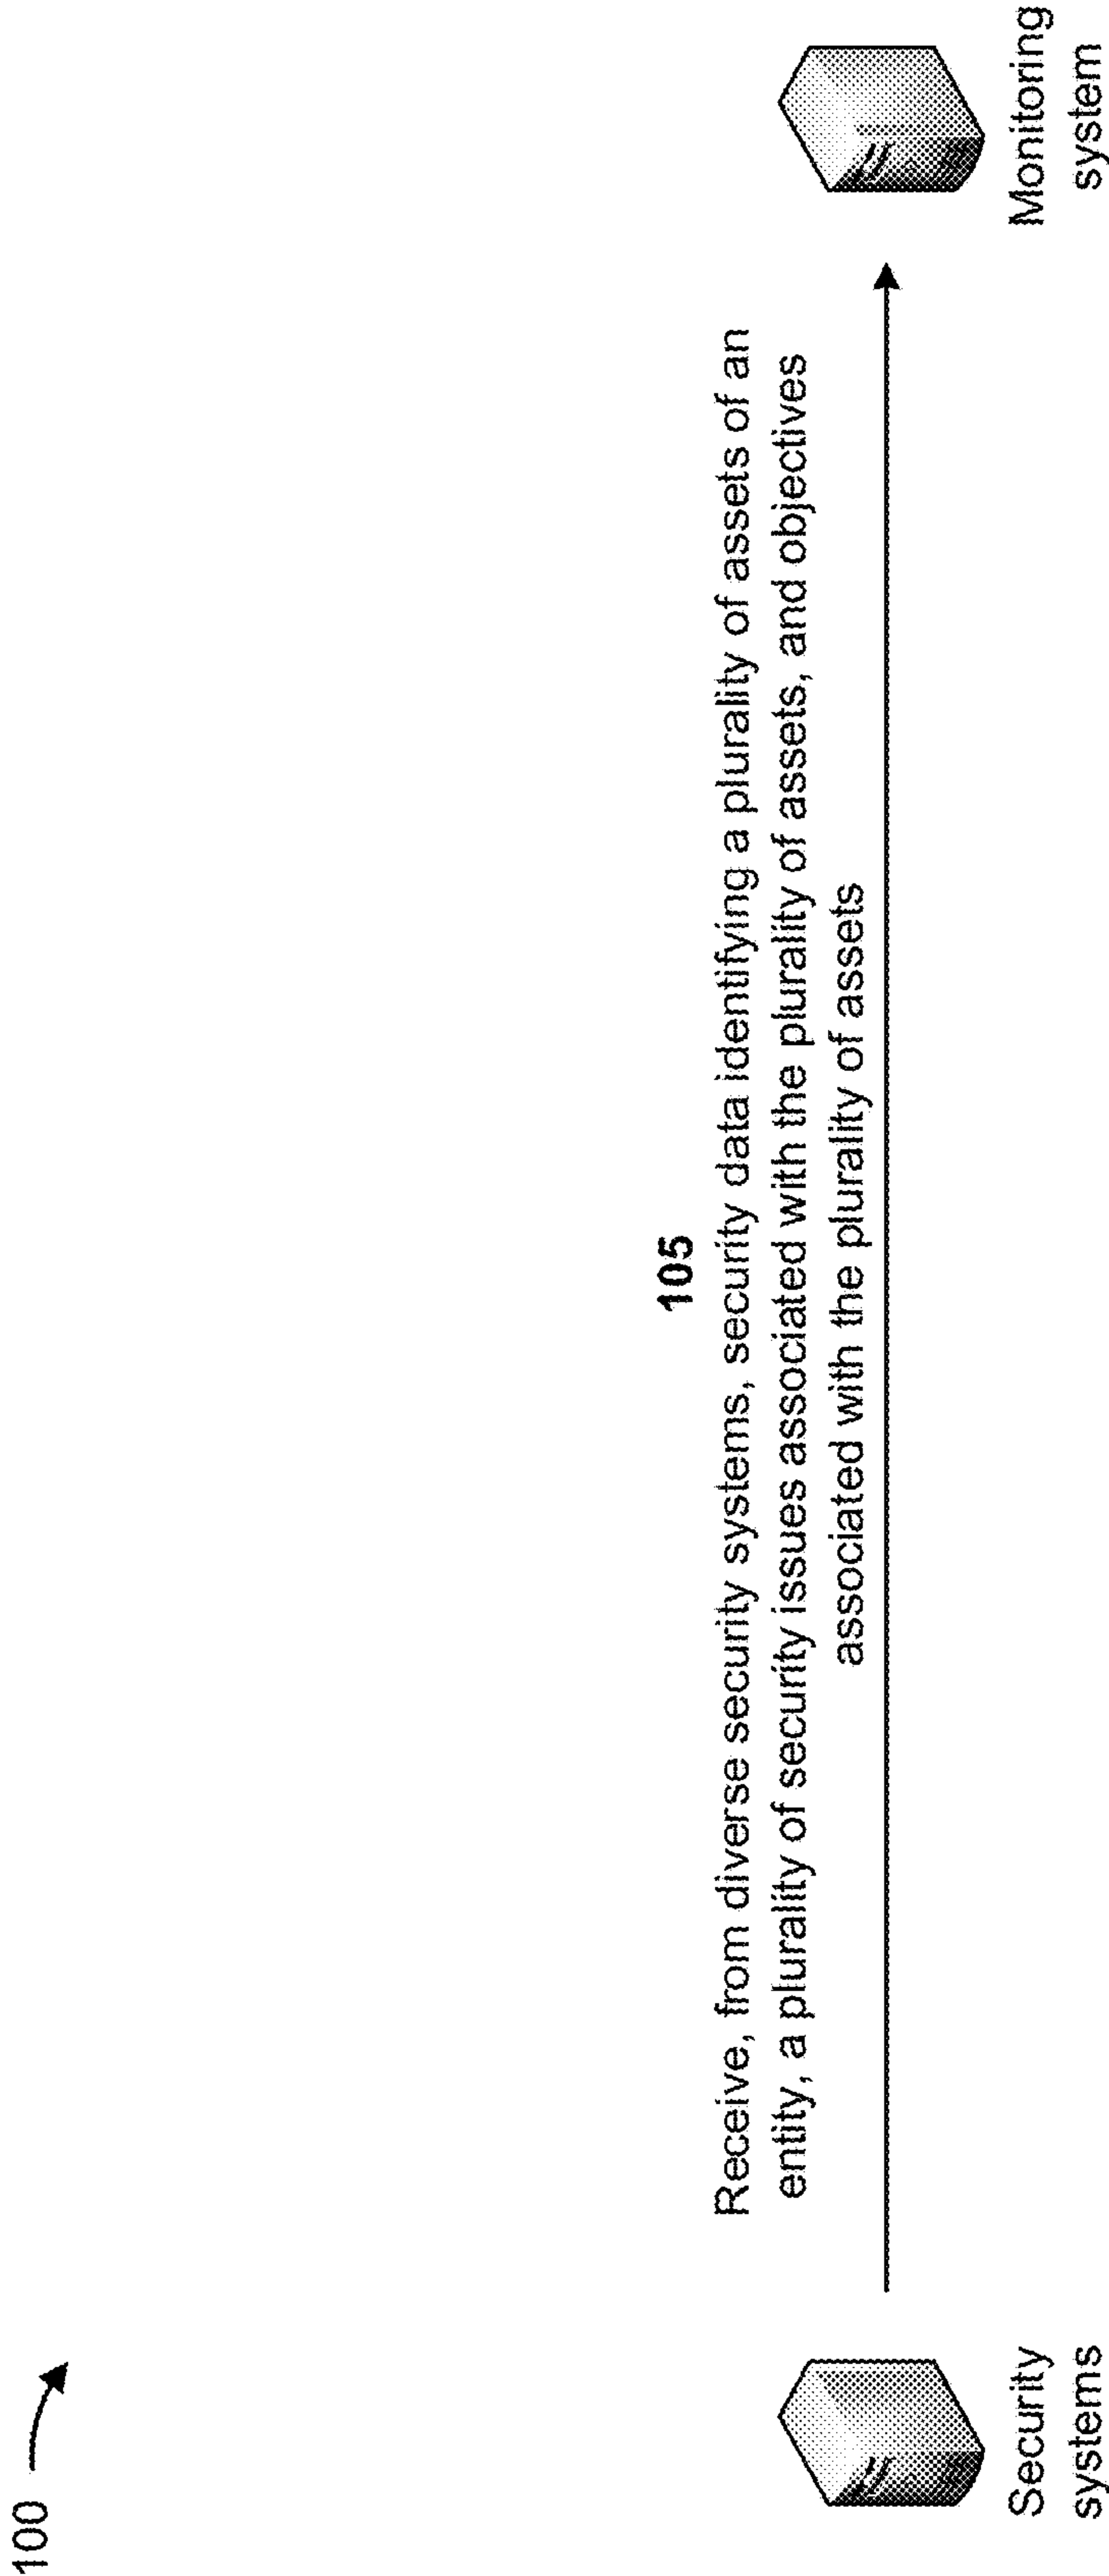 100
105
Receive, from diverse security systems, security data identifying a plurality of assets of an
entity, a plurality of security issues associated with the plurality of assets, and objectives
associated with the plurality of assets
Security
systems
Monitoring
system